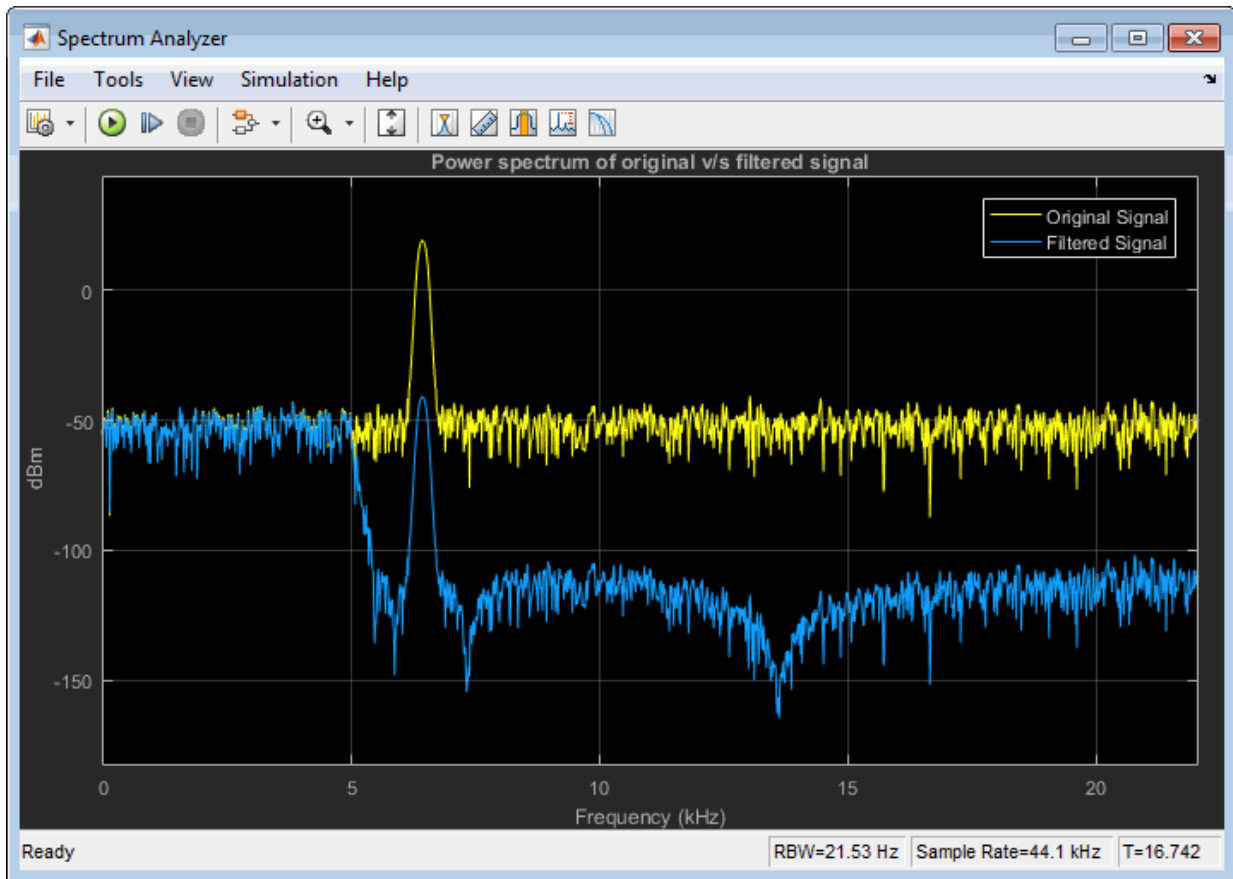 Spectrum Analyzer
File Tools View Simulation Help
Power spectrum of original v/s filtered signal
Original Signal
Filtered Signal
0
-50
-100
-150
dBm
0 5 10 15 20
Frequency (kHz)
Ready RBW=21.53 Hz Sample Rate=44.1 kHz T=16.742